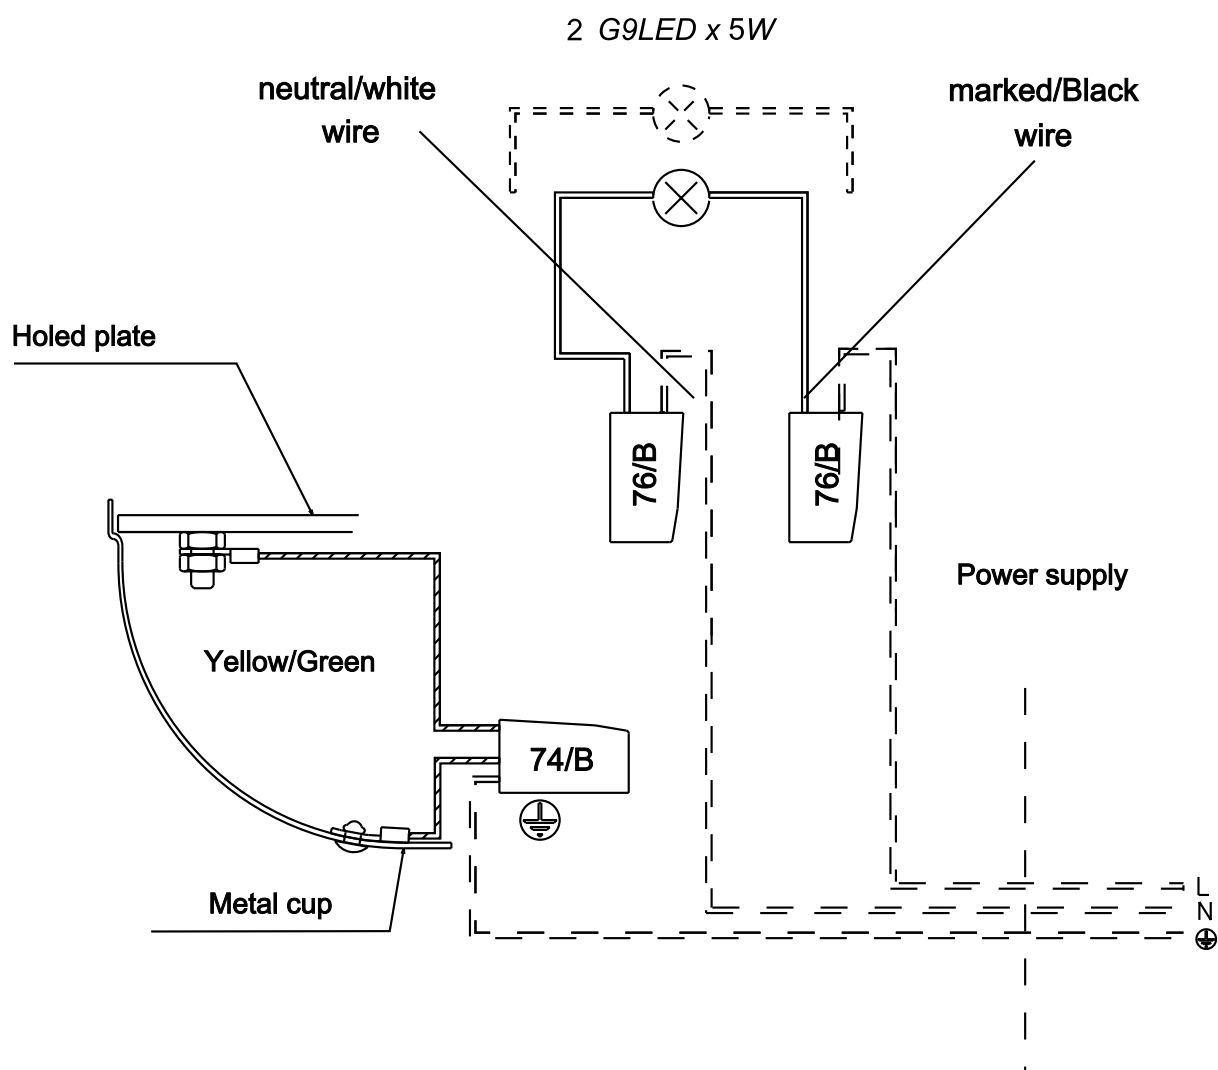 2 G9LED x 5W
neutral/white
wire
marked/Black
wire
Holed plate
76/B
76/B
Power supply
Yellow/Green
74/B
Metal cup
L
N